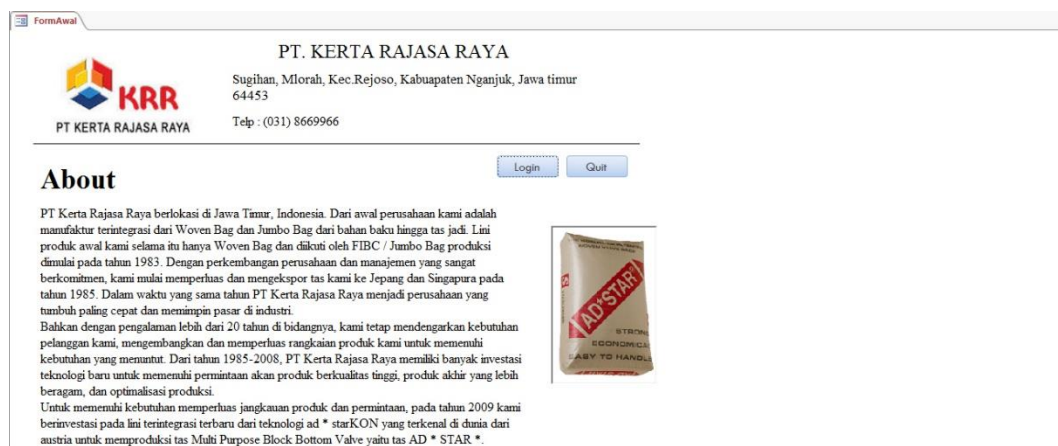 FormAwal
PT. KERTA RAJASA RAYA
Sugihan, Mlorah, Kec.Rejoso, Kabuapaten Nganjuk, Jawa timur
64453
Telp : (031) 8669966
KRR
PT KERTA RAJASA RAYA
Login
Quit
About
PT Kerta Rajasa Raya berlokasi di Jawa Timur, Indonesia. Dari awal perusahaan kami adalah
manufaktur terintegrasi dari Woven Bag dan Jumbo Bag dari bahan baku hingga tas jadi. Lini
produk awal kami selama itu hanya Woven Bag dan diikuti oleh FIBC / Jumbo Bag produksi
dimulai pada tahun 1983. Dengan perkembangan perusahaan dan manajemen yang sangat
berkomitmen, kami mulai memperluas dan mengekspor tas kami ke Jepang dan Singapura pada
tahun 1985. Dalam waktu yang sama tahun PT Kerta Rajasa Raya menjadi perusahaan yang
tumbuh paling cepat dan memimpin pasar di industri.
Bahkan dengan pengalaman lebih dari 20 tahun di bidangnya, kami tetap mendengarkan kebutuhan
pelanggan kami, mengembangkan dan memperluas rangkaian produk kami untuk memenuhi
kebutuhan yang menuntut. Dari tahun 1985-2008, PT Kerta Rajasa Raya memiliki banyak investasi
teknologi baru untuk memenuhi permintaan akan produk berkualitas tinggi, produk akhir yang lebih
beragam, dan optimalisasi produksi.
Untuk memenuhi kebutuhan memperluas jangkauan produk dan permintaan, pada tahun 2009 kami
berinvestasi pada lini terintegrasi terbaru dari teknologi ad * starKON yang terkenal di dunia dari
austria untuk memproduksi tas Multi Purpose Block Bottom Valve yaitu tas AD * STAR *.
AD*STAR
STRONG
ECONOMICAL
EASY TO HANDLE